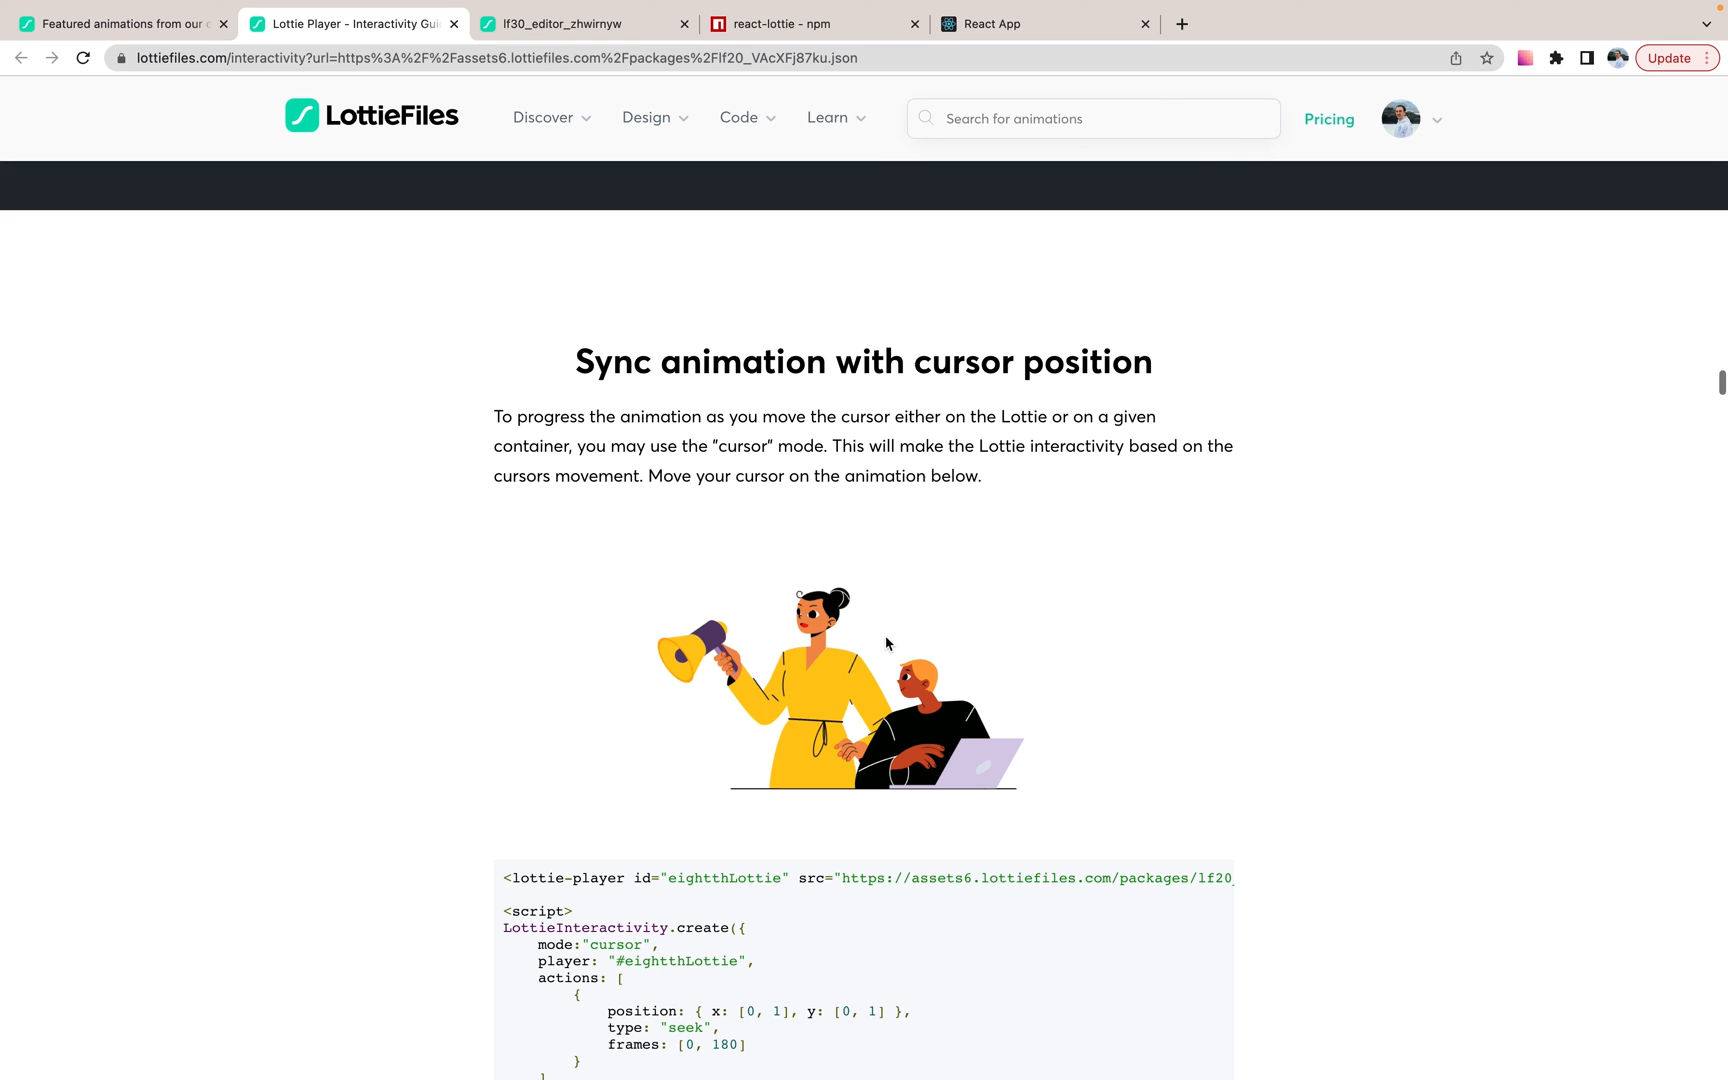 Featured animations from our c
Lottie Player - Interactivity Gui
lf30_editor_zhwirnyw
react-lottie - npm
React App
lottiefiles.com/interactivity?url=https%3A%2F%2Fassets6.lottiefiles.com%2Fpackages%2Flf20_VAcXFj87ku.json
Update
LottieFiles
Discover
Design
Code
Learn
Search for animations
Pricing
Sync animation with cursor position
To progress the animation as you move the cursor either on the Lottie or on a given
container, you may use the "cursor" mode. This will make the Lottie interactivity based on the
cursors movement. Move your cursor on the animation below.
<lottie-player id="eightthLottie" src="https://assets6.lottiefiles.com/packages/lf20_
<script>
LottieInteractivity.create({
mode:"cursor",
player: "#eightthLottie",
actions: [
{
position: { x: [0, 1], y: [0, 1] },
type: "seek",
frames: [0, 180]
}
]